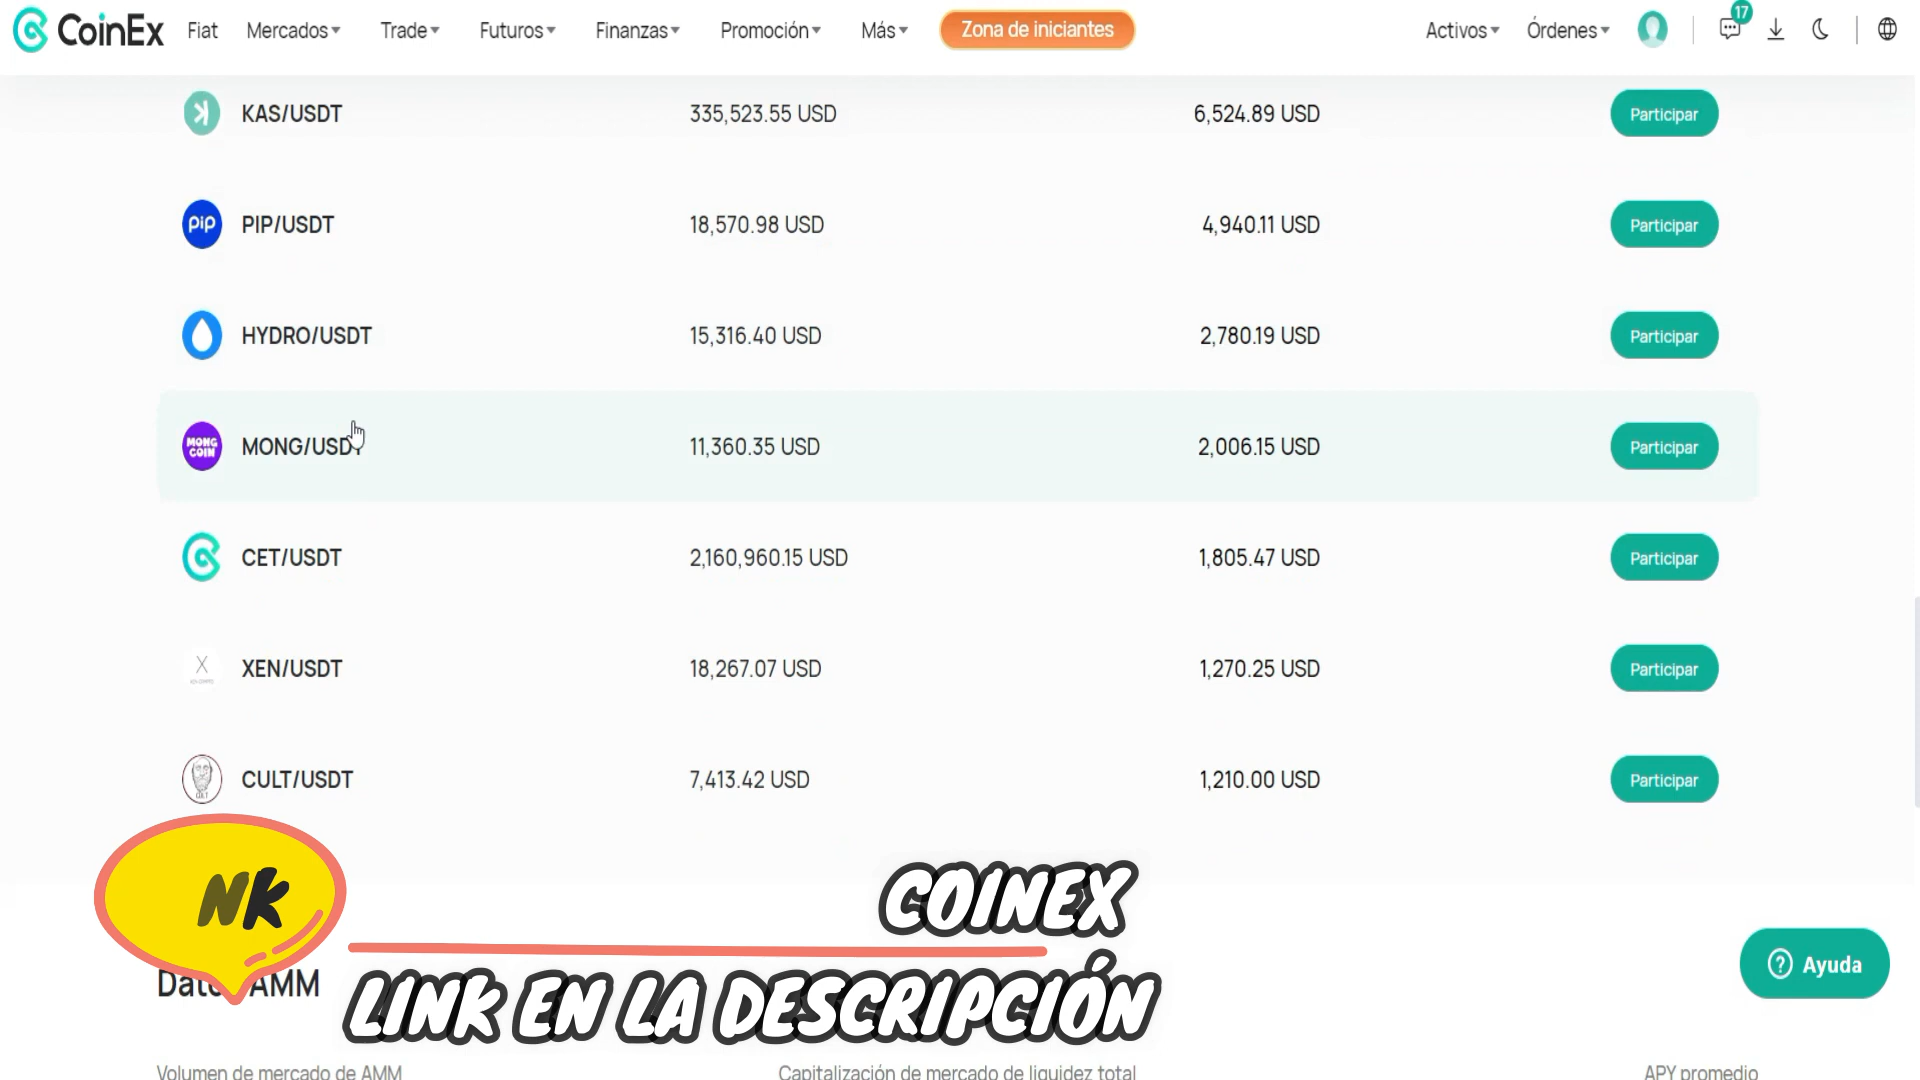 CoinEx Fiat Mercados Trade Futuros Finanzas Promoción Más Zona de iniciantes Activos Órdenes 17
KAS/USDT 335,523.55 USD 6,524.89 USD Participar
pip PIP/USDT 18,570.98 USD 4,940.11 USD Participar
HYDRO/USDT 15,316.40 USD 2,780.19 USD Participar
MONG COIN MONG/USDT 11,360.35 USD 2,006.15 USD Participar
CET/USDT 2,160,960.15 USD 1,805.47 USD Participar
X XEN/USDT 18,267.07 USD 1,270.25 USD Participar
CULT CULT/USDT 7,413.42 USD 1,210.00 USD Participar
NK
COINEX
LINK EN LA DESCRIPCIÓN
AMM
Ayuda
Volumen de mercado de AMM Capitalización de mercado de liquidez total APY promedio